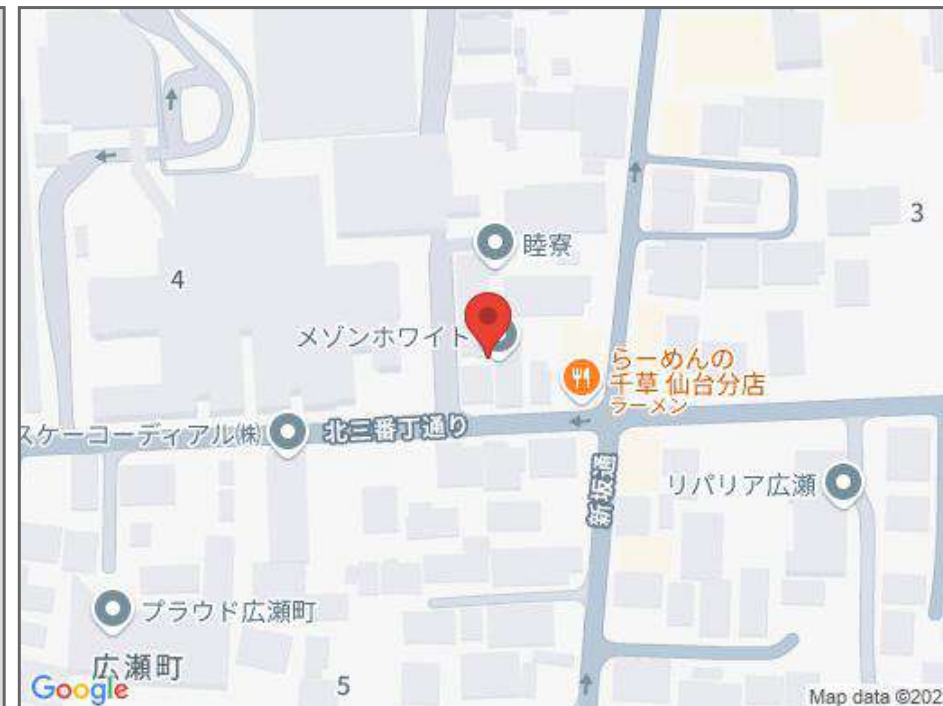 睦寮
3
4
メゾンホワイト
らーめんの
千草 仙台分店
ラーメン
スケーコーディアル㈱
北三番丁通り
新坂通
リパリア広瀬
プラウド広瀬町
広瀬町
5
Google
Map data ©202